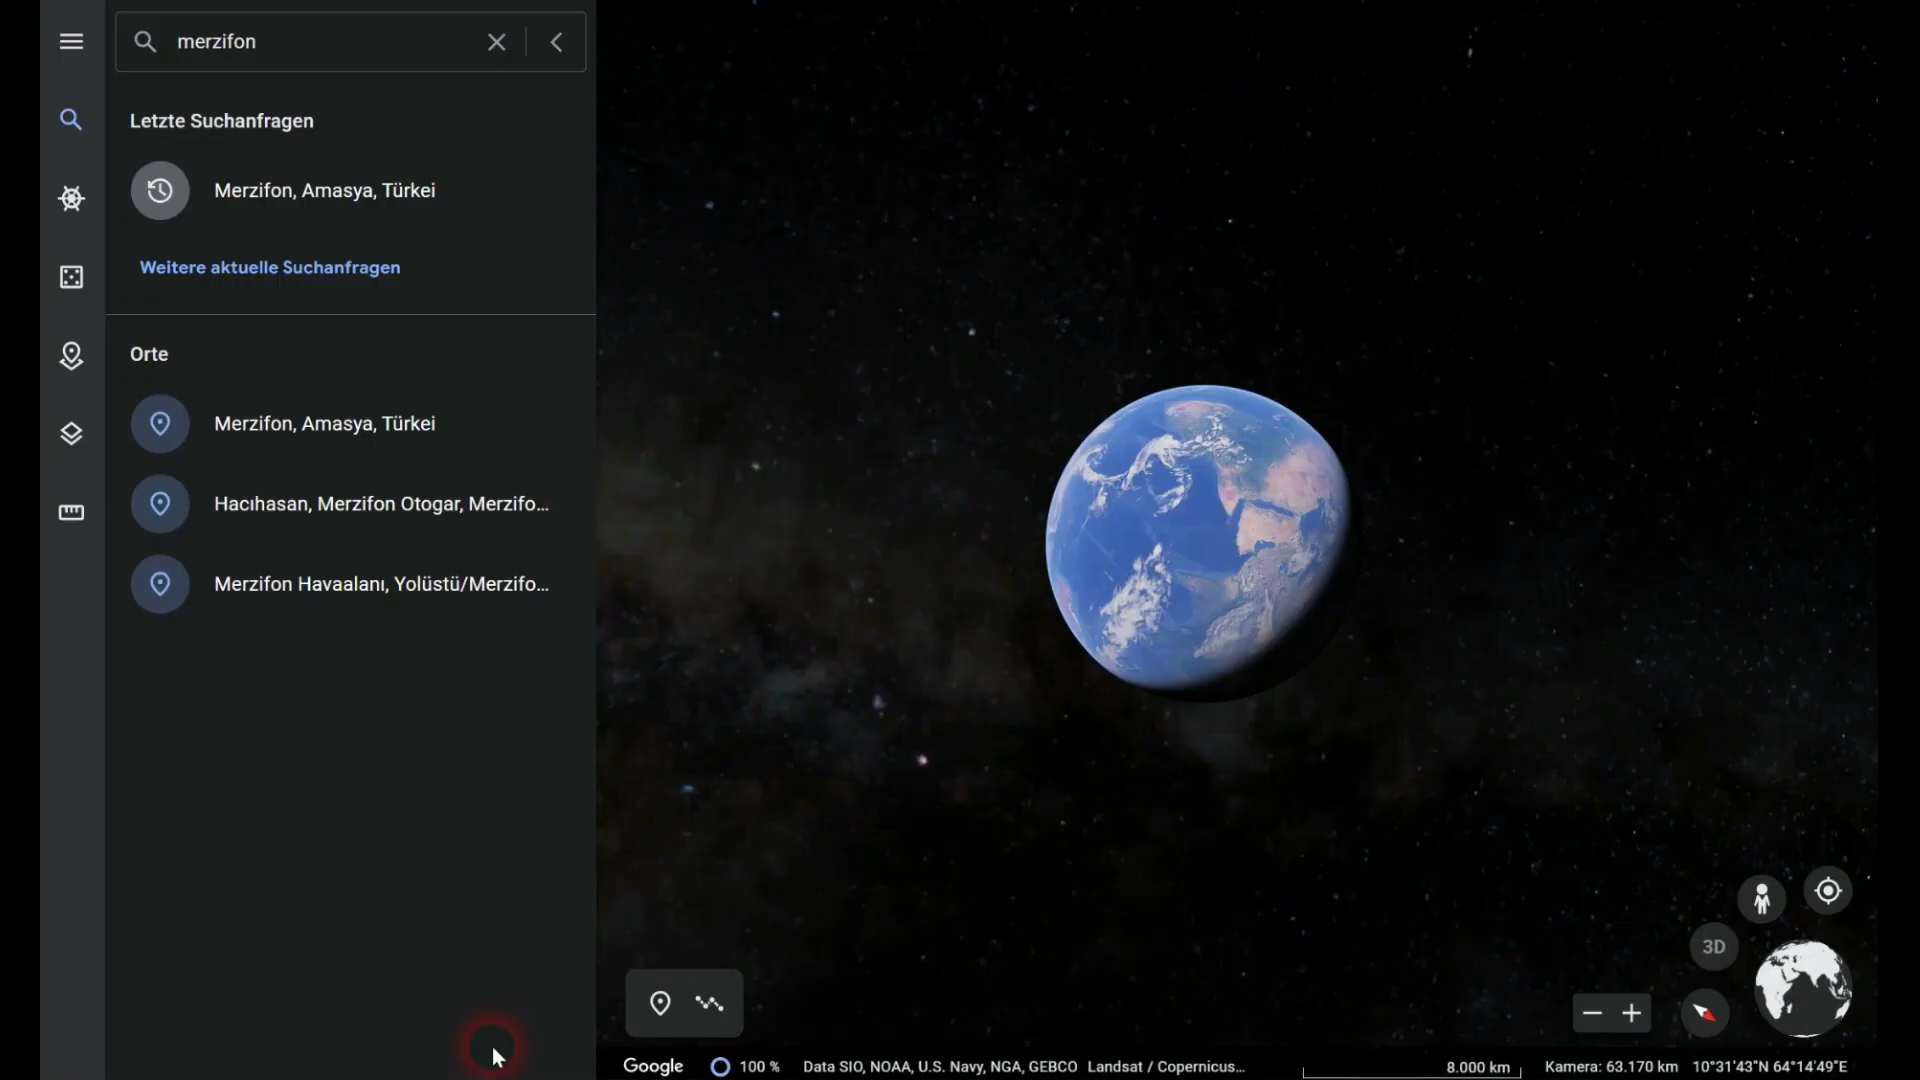 merzifon
Letzte Suchanfragen
Merzifon, Amasya, Türkei
Weitere aktuelle Suchanfragen
Orte
Merzifon, Amasya, Türkei
Hacıhasan, Merzifon Otogar, Merzifo...
Merzifon Havaalanı, Yolüstü/Merzifo...
3D
Google 100 % Data SIO, NOAA, U.S. Navy, NGA, GEBCO Landsat / Copernicus... 8.000 km Kamera: 63.170 km 10°31'43"N 64°14'49"E